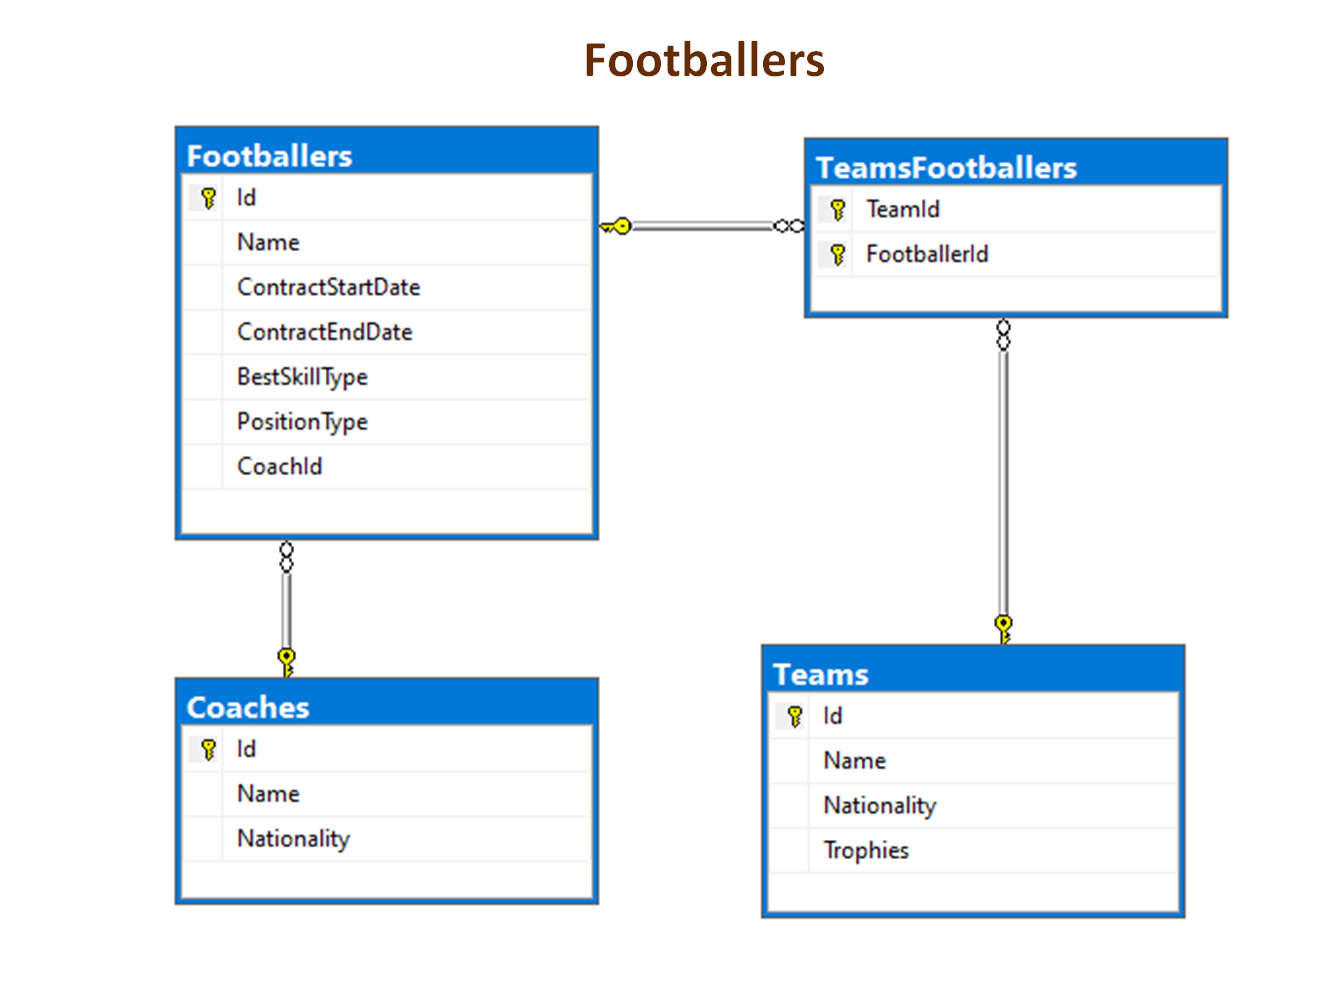 Footballers
Footballers
Id
Name
ContractStartDate
ContractEndDate
BestSkillType
PositionType
CoachId
TeamsFootballers
TeamId
FootballerId
Coaches
Id
Name
Nationality
Teams
Id
Name
Nationality
Trophies